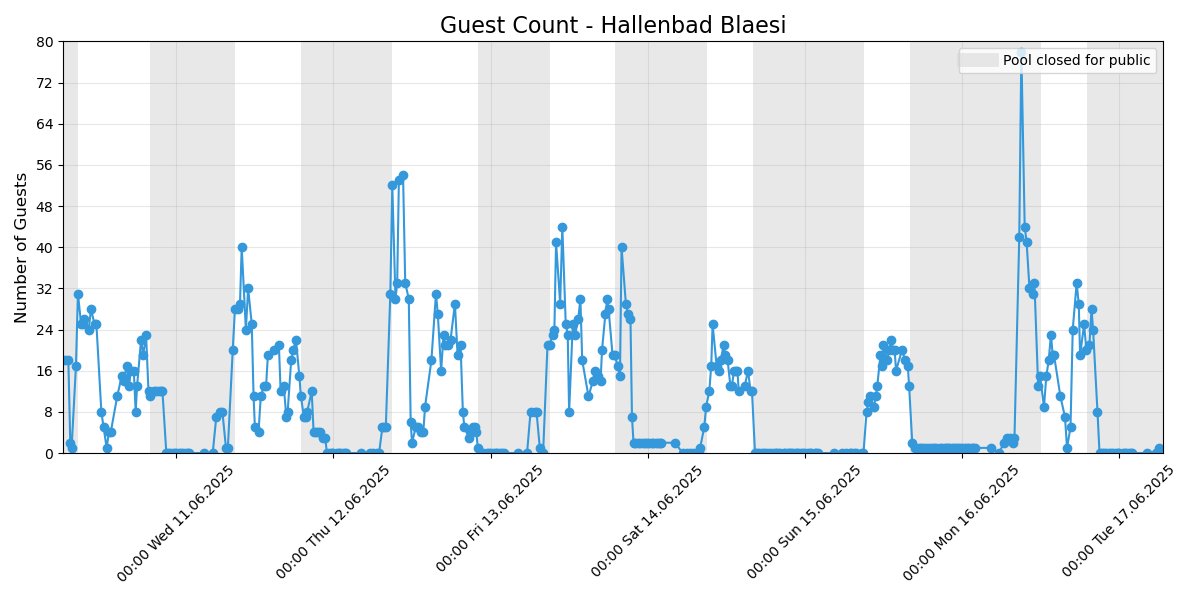 Guest Count - Hallenbad Blaesi
Pool closed for public
Number of Guests
80
72
64
56
48
40
32
24
16
8
0
00:00 Wed 11.06.2025
00:00 Thu 12.06.2025
00:00 Fri 13.06.2025
00:00 Sat 14.06.2025
00:00 Sun 15.06.2025
00:00 Mon 16.06.2025
00:00 Tue 17.06.2025